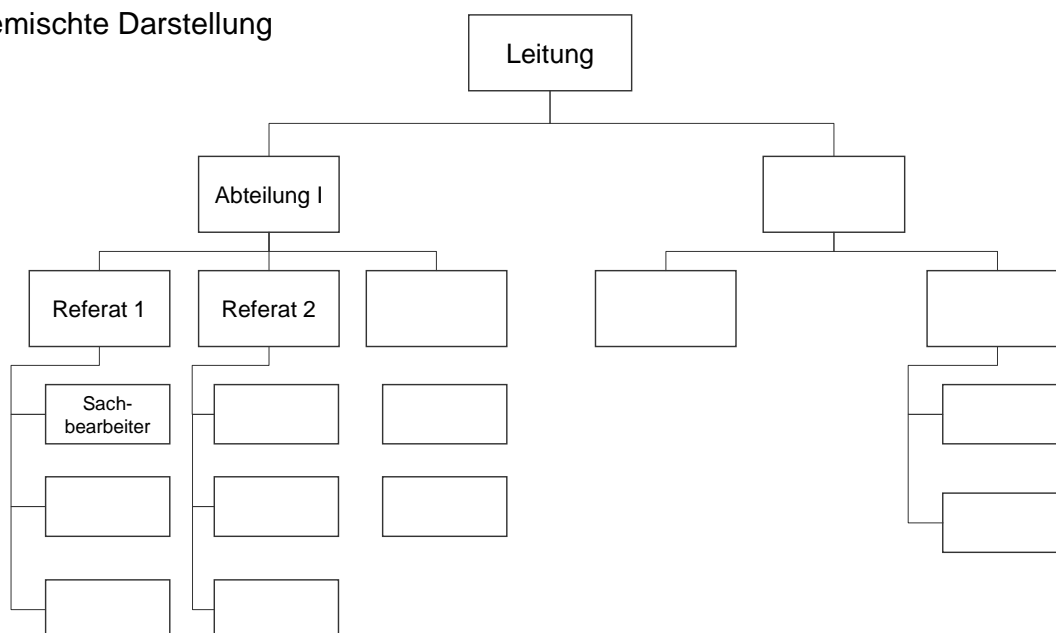 emischte Darstellung
Leitung
Abteilung I
Referat 1
Referat 2
Sach-
bearbeiter